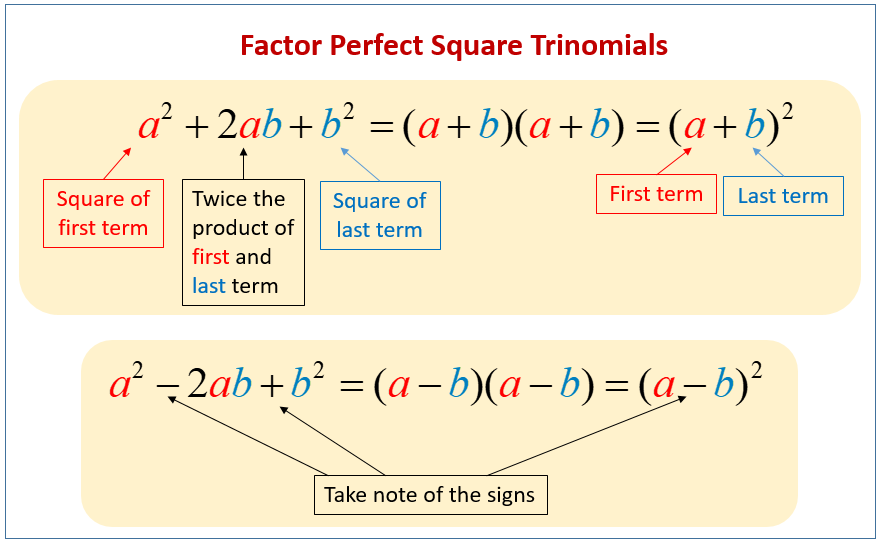 Factor Perfect Square Trinomials
a² + 2ab + b² = (a + b)(a + b) = (a + b)²
Square of
first term
Twice the
product of
first and
last term
Square of
last term
First term
Last term
a² − 2ab + b² = (a − b)(a − b) = (a − b)²
Take note of the signs